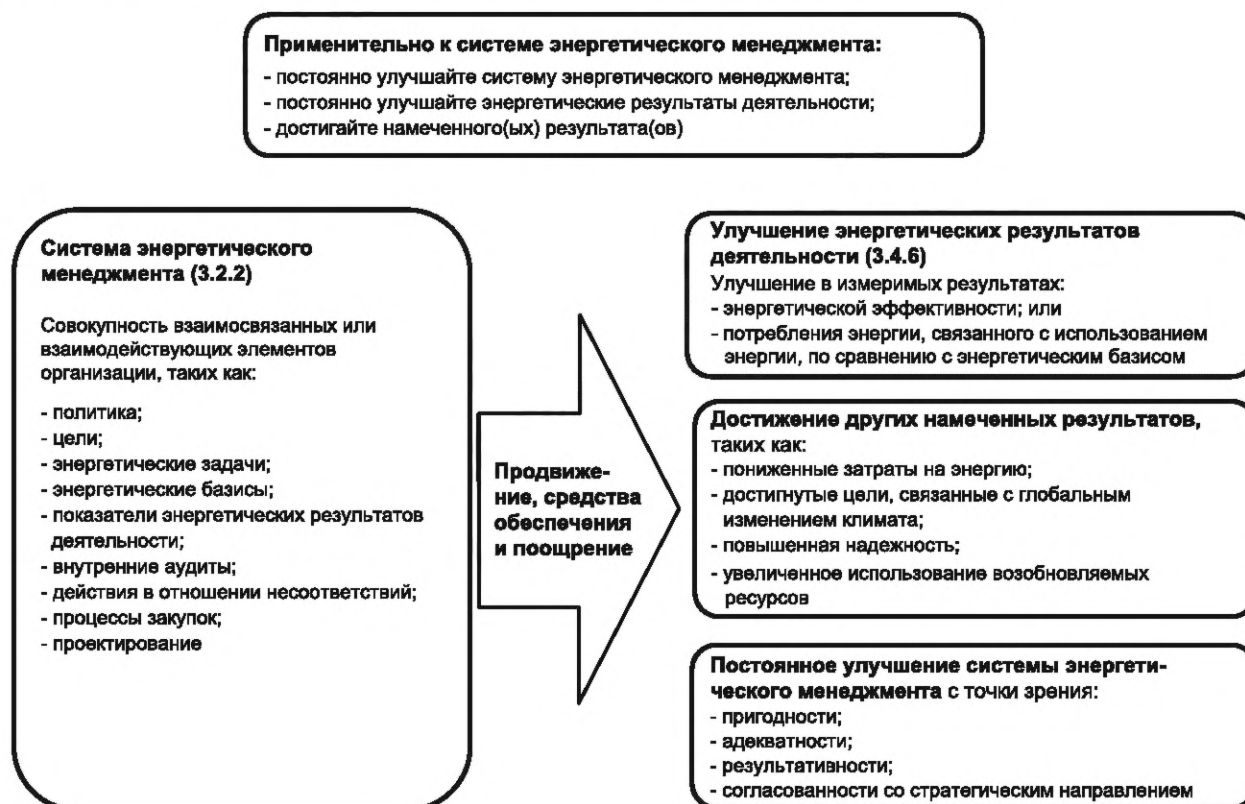 Применительно к системе энергетического менеджмента:
- постоянно улучшайте систему энергетического менеджмента;
- постоянно улучшайте энергетические результаты деятельности;
- достигайте намеченного(ых) результата(ов)
Система энергетического
менеджмента (3.2.2)
Совокупность взаимосвязанных или
взаимодействующих элементов
организации, таких как:
- политика;
- цели;
- энергетические задачи;
- энергетические базисы;
- показатели энергетических результатов
деятельности;
- внутренние аудиты;
- действия в отношении несоответствий;
- процессы закупок;
- проектирование
Продвиже-
ние, средства
обеспечения
и поощрение
Улучшение энергетических результатов
деятельности (3.4.6)
Улучшение в измеримых результатах:
- энергетической эффективности; или
- потребления энергии, связанного с использованием
энергии, по сравнению с энергетическим базисом
Достижение других намеченных результатов,
таких как:
- пониженные затраты на энергию;
- достигнутые цели, связанные с глобальным
изменением климата;
- повышенная надежность;
- увеличенное использование возобновляемых
ресурсов
Постоянное улучшение системы энергети-
ческого менеджмента с точки зрения:
- пригодности;
- адекватности;
- результативности;
- согласованности со стратегическим направлением